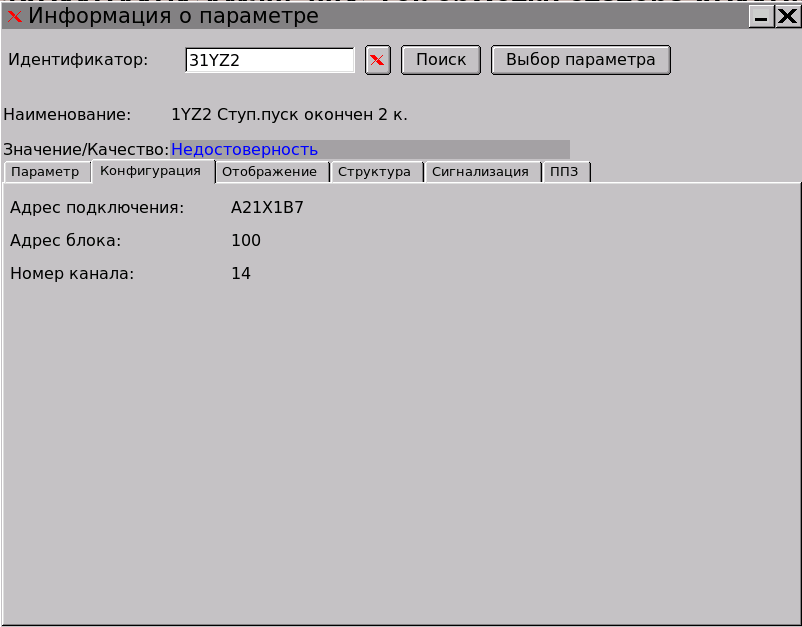 Информация о параметре
Идентификатор: 31YZ2 Поиск Выбор параметра
Наименование: 1YZ2 Ступ.пуск окончен 2 к.
Значение/Качество: Недостоверность
Параметр Конфигурация Отображение Структура Сигнализация ППЗ
Адрес подключения: A21X1B7
Адрес блока: 100
Номер канала: 14